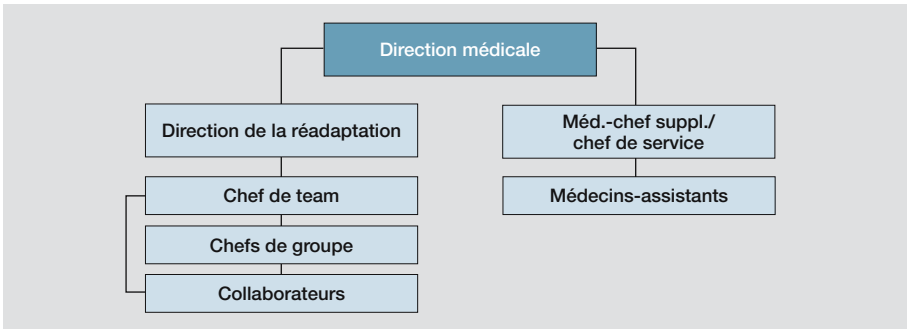 Direction médicale
Direction de la réadaptation
Méd.-chef suppl./
chef de service
Chef de team
Médecins-assistants
Chefs de groupe
Collaborateurs